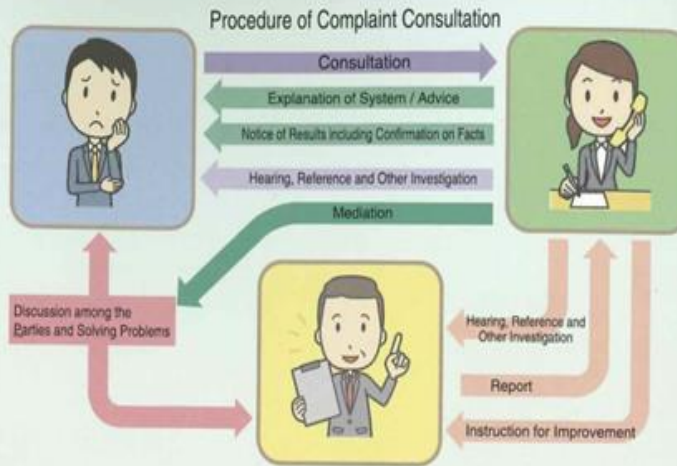 Procedure of Complaint Consultation
Consultation
Explanation of System / Advice
Notice of Results including Confirmation on Facts
Hearing, Reference and Other Investigation
Mediation
Discussion among the
Parties and Solving Problems
Hearing, Reference and
Other Investigation
Report
Instruction for Improvement